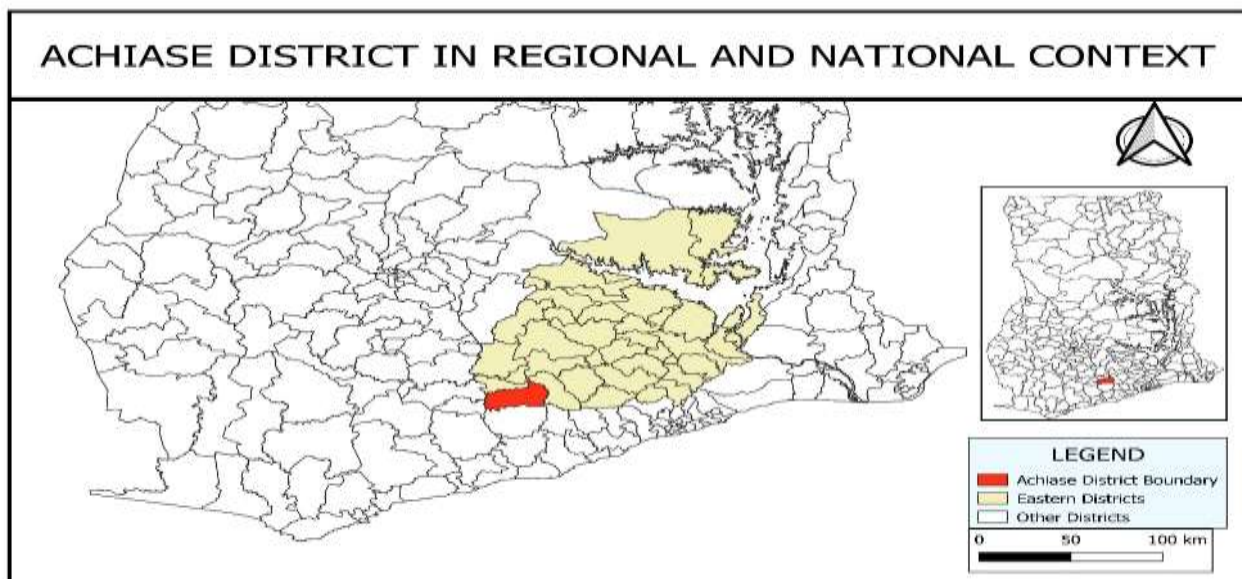 ACHIASE DISTRICT IN REGIONAL AND NATIONAL CONTEXT
LEGEND
Achiase District Boundary
Eastern Districts
Other Districts
0 50 100 km